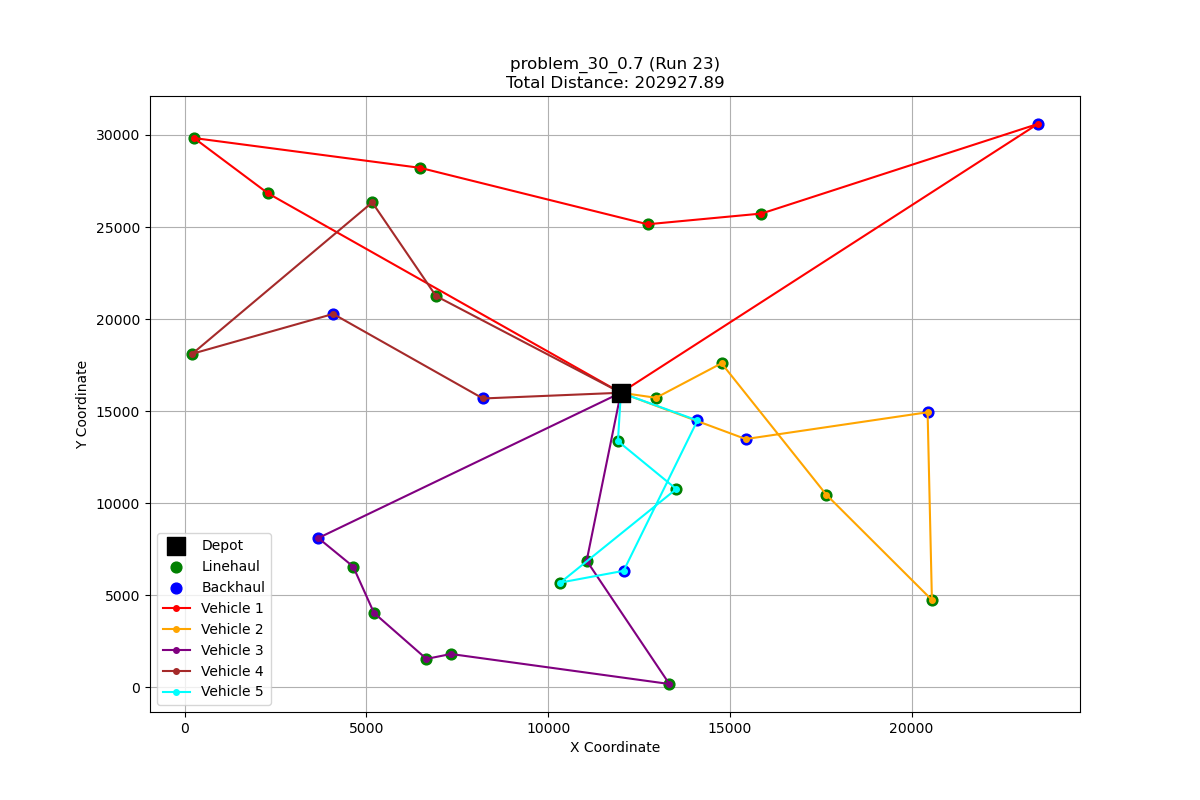 problem_30_0.7 (Run 23)
Total Distance: 202927.89
Y Coordinate
30000
25000
20000
15000
10000
5000
0
Depot
Linehaul
Backhaul
Vehicle 1
Vehicle 2
Vehicle 3
Vehicle 4
Vehicle 5
0
5000
10000
15000
20000
X Coordinate